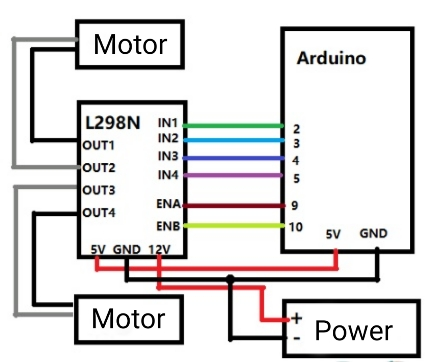 Motor
Arduino
L298N
IN1
IN2
IN3
IN4
OUT1
OUT2
OUT3
OUT4
ENA
ENB
2
3
4
5
9
10
5V GND 12V
5V GND
Motor
+
-
Power